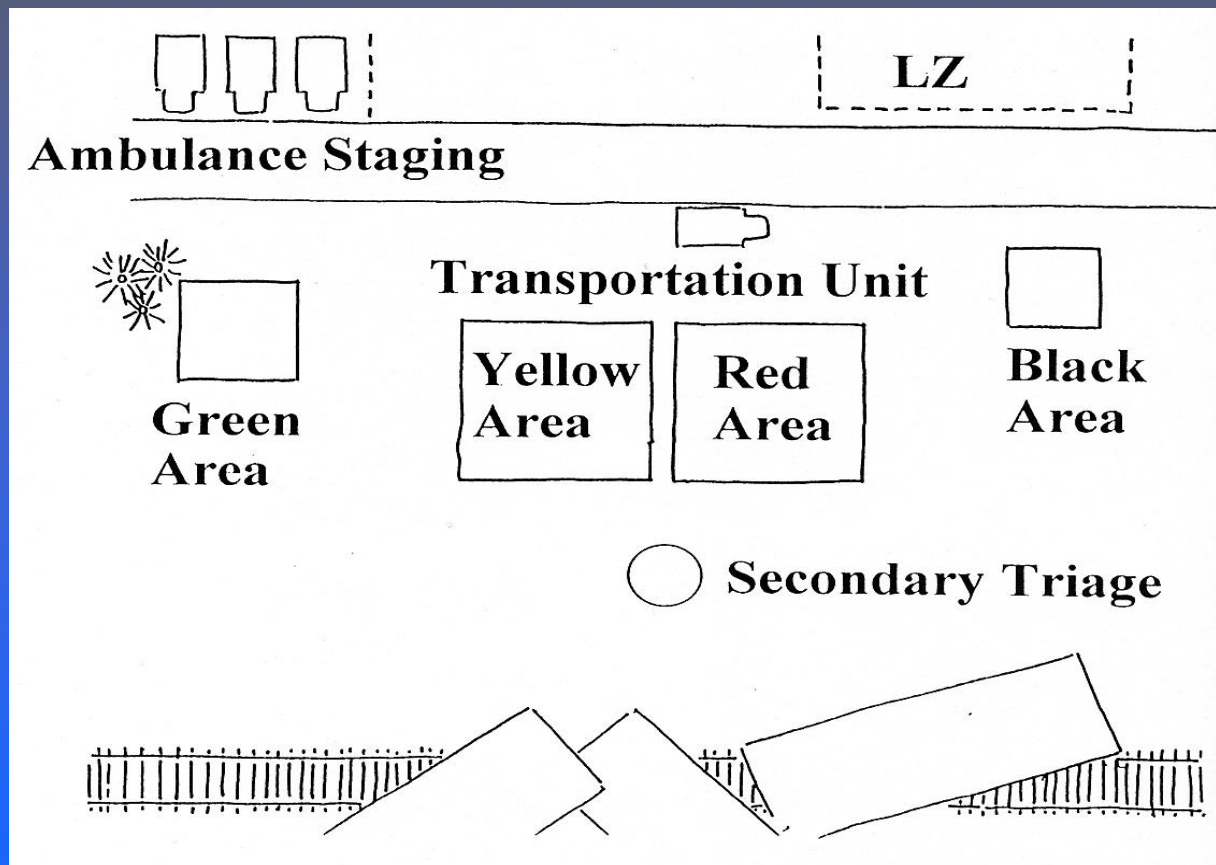 LZ
Ambulance Staging
Transportation Unit
Yellow
Area
Red
Area
Black
Area
Green
Area
Secondary Triage